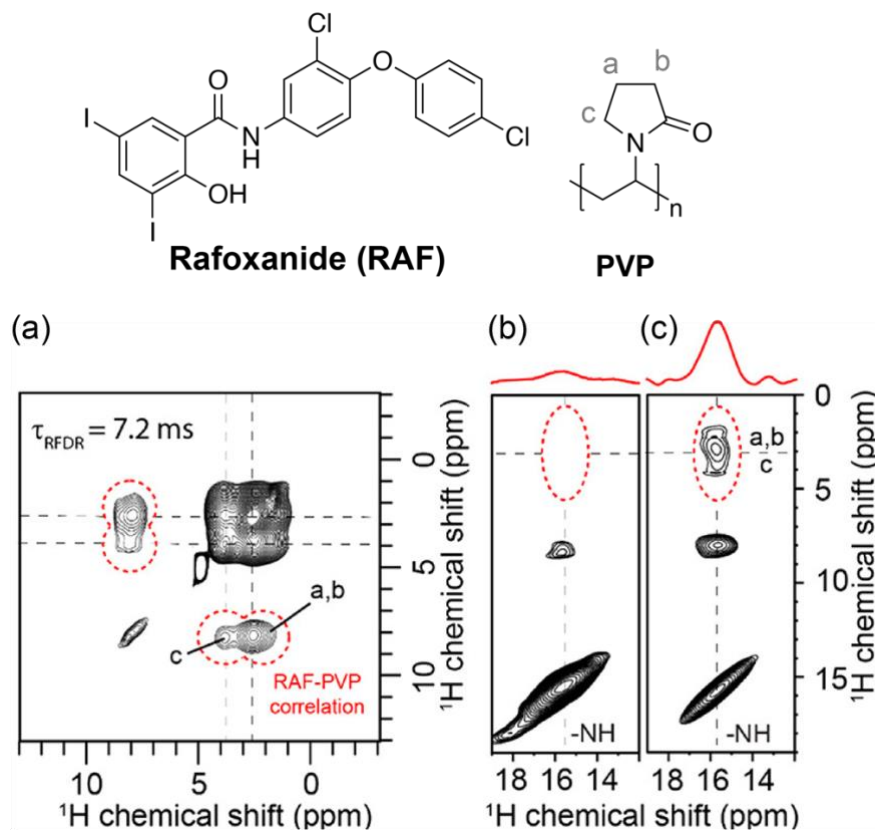 Cl
O
O
a
b
I
N
H
Cl
c
O
N
OH
I
n
Rafoxanide (RAF)
PVP
(a)
(b)
(c)
τRFDR = 7.2 ms
a,b
c
RAF-PVP
correlation
0
5
10
¹H chemical shift (ppm)
10
5
0
¹H chemical shift (ppm)
a,b
c
-NH
-NH
0
5
10
15
¹H chemical shift (ppm)
18
16
14
18
16
14
¹H chemical shift (ppm)